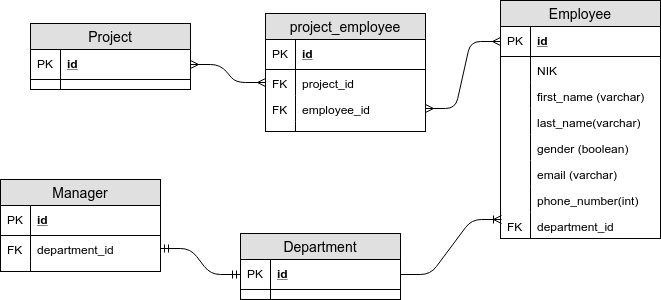 Project
PK id
project_employee
PK id
FK project_id
FK employee_id
Employee
PK id
NIK
first_name (varchar)
last_name(varchar)
gender (boolean)
email (varchar)
phone_number(int)
FK department_id
Manager
PK id
FK department_id
Department
PK id